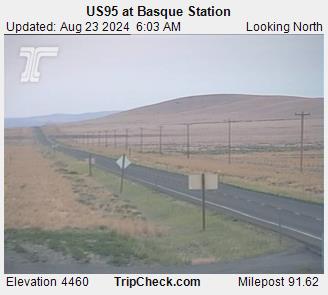 US95 at Basque Station
Updated: Aug 23 2024 6:03 AM Looking North
Elevation 4460 TripCheck.com Milepost 91.62